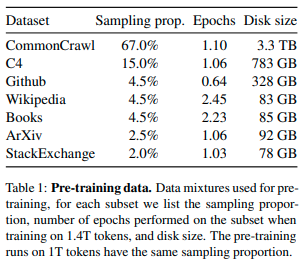 Dataset Sampling prop. Epochs Disk size
CommonCrawl 67.0% 1.10 3.3 TB
C4 15.0% 1.06 783 GB
Github 4.5% 0.64 328 GB
Wikipedia 4.5% 2.45 83 GB
Books 4.5% 2.23 85 GB
ArXiv 2.5% 1.06 92 GB
StackExchange 2.0% 1.03 78 GB
Table 1: Pre-training data. Data mixtures used for pre-
training, for each subset we list the sampling propor-
tion, number of epochs performed on the subset when
training on 1.4T tokens, and disk size. The pre-training
runs on 1T tokens have the same sampling proportion.